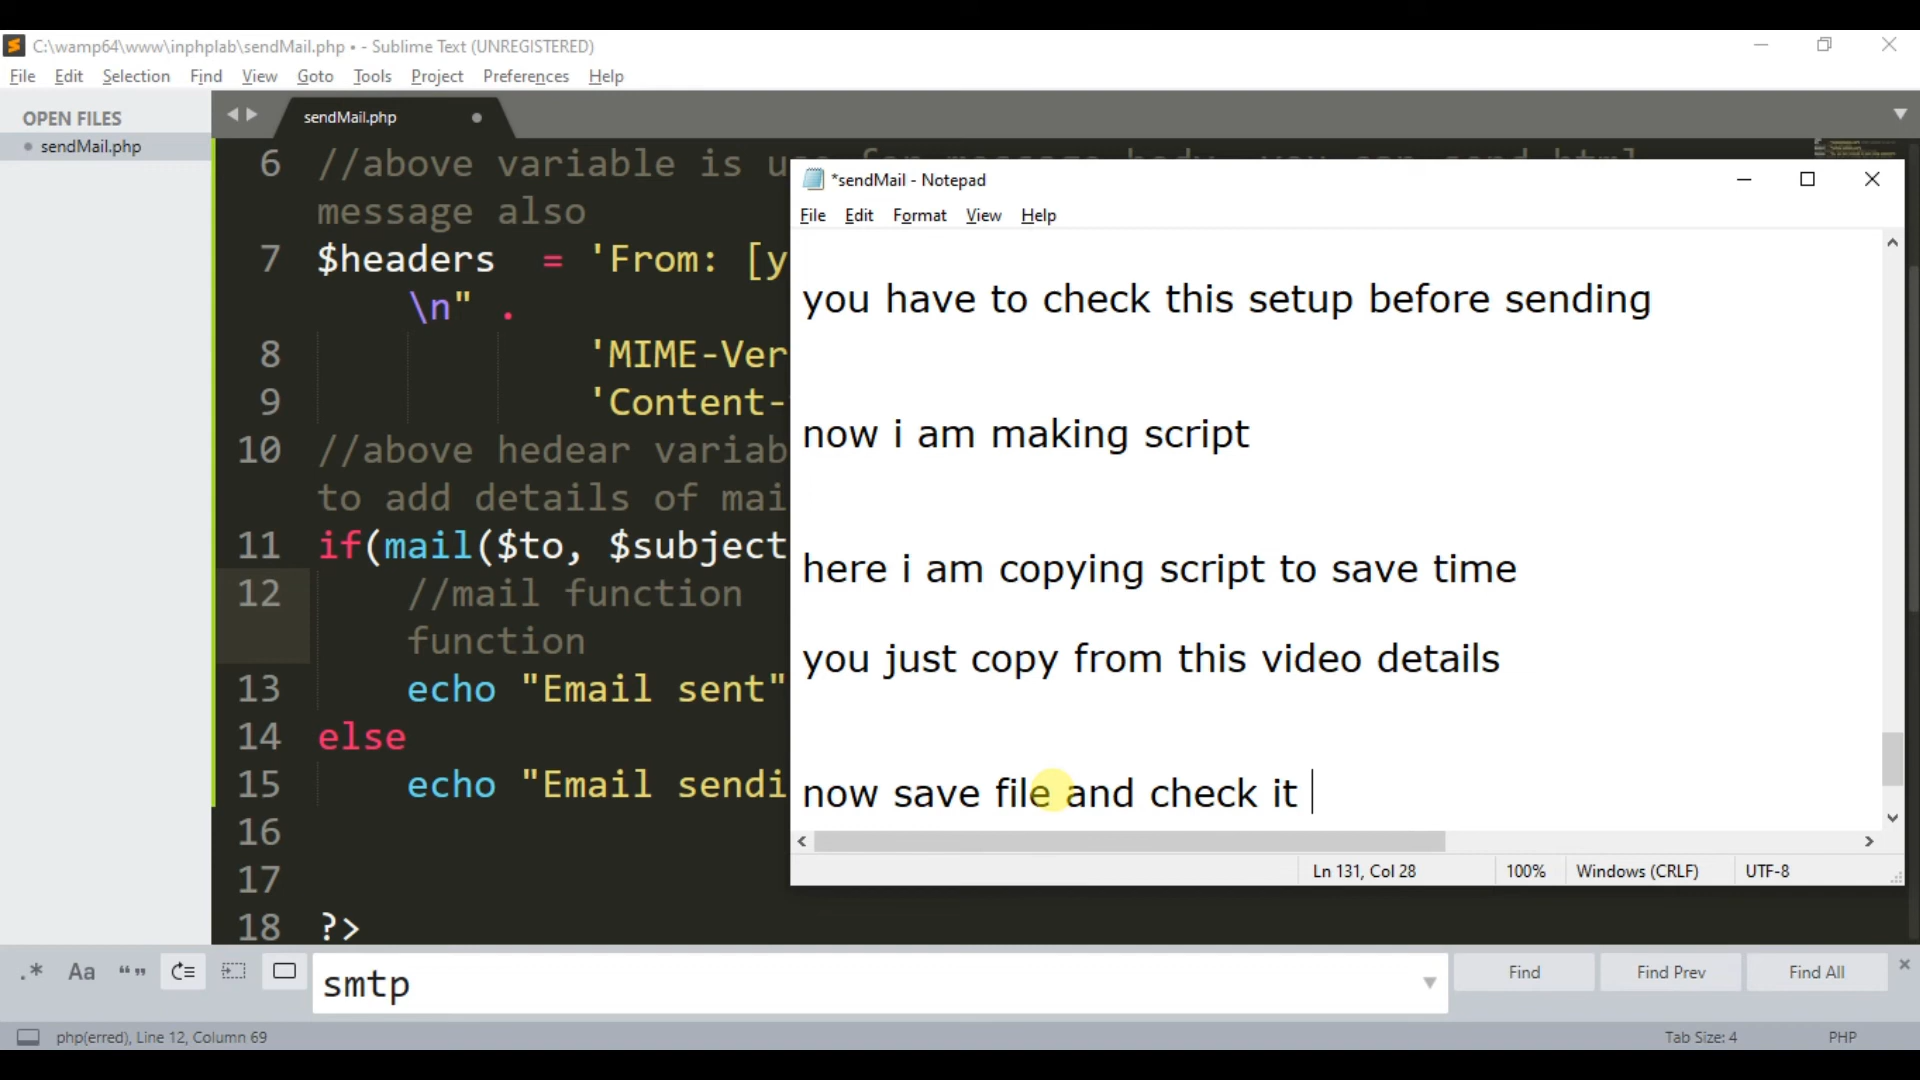 C:\wamp64\www\inphplab\sendMail.php • - Sublime Text (UNREGISTERED)
File Edit Selection Find View Goto Tools Project Preferences Help
OPEN FILES
sendMail.php
sendMail.php
6 //above variable is u
message also
7 $headers = 'From: [y
\n" .
8 'MIME-Ver
9 'Content-
10 //above hedear variab
to add details of mai
11 if(mail($to, $subject
12 //mail function
function
13 echo "Email sent"
14 else
15 echo "Email sendi
16
17
18 ?>
*sendMail - Notepad
File Edit Format View Help
you have to check this setup before sending
now i am making script
here i am copying script to save time
you just copy from this video details
now save file and check it
Ln 131, Col 28 100% Windows (CRLF) UTF-8
.* Aa “” smtp Find Find Prev Find All
php(erred), Line 12, Column 69 Tab Size: 4 PHP